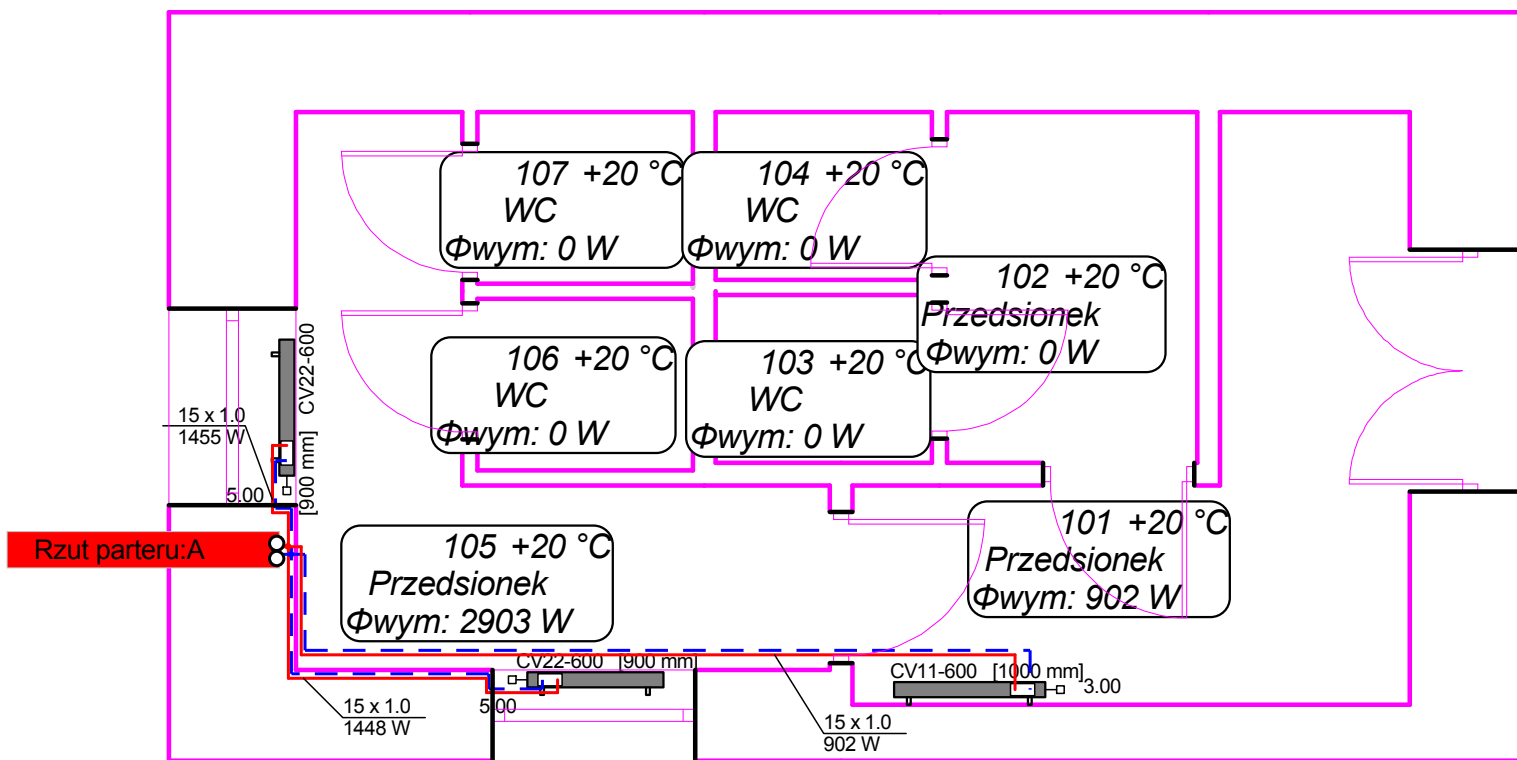 107 +20 °C
WC
Φwym: 0 W
104 +20 °C
WC
Φwym: 0 W
102 +20 °C
Przedsionek
Φwym: 0 W
106 +20 °C
WC
Φwym: 0 W
103 +20 °C
WC
Φwym: 0 W
CV22-600
[900 mm]
15 x 1.0
1455 W
5.00
Rzut parteru:A
105 +20 °C
Przedsionek
Φwym: 2903 W
101 +20 °C
Przedsionek
Φwym: 902 W
CV22-600 [900 mm]
5.00
15 x 1.0
1448 W
CV11-600 [1000 mm]
3.00
15 x 1.0
902 W